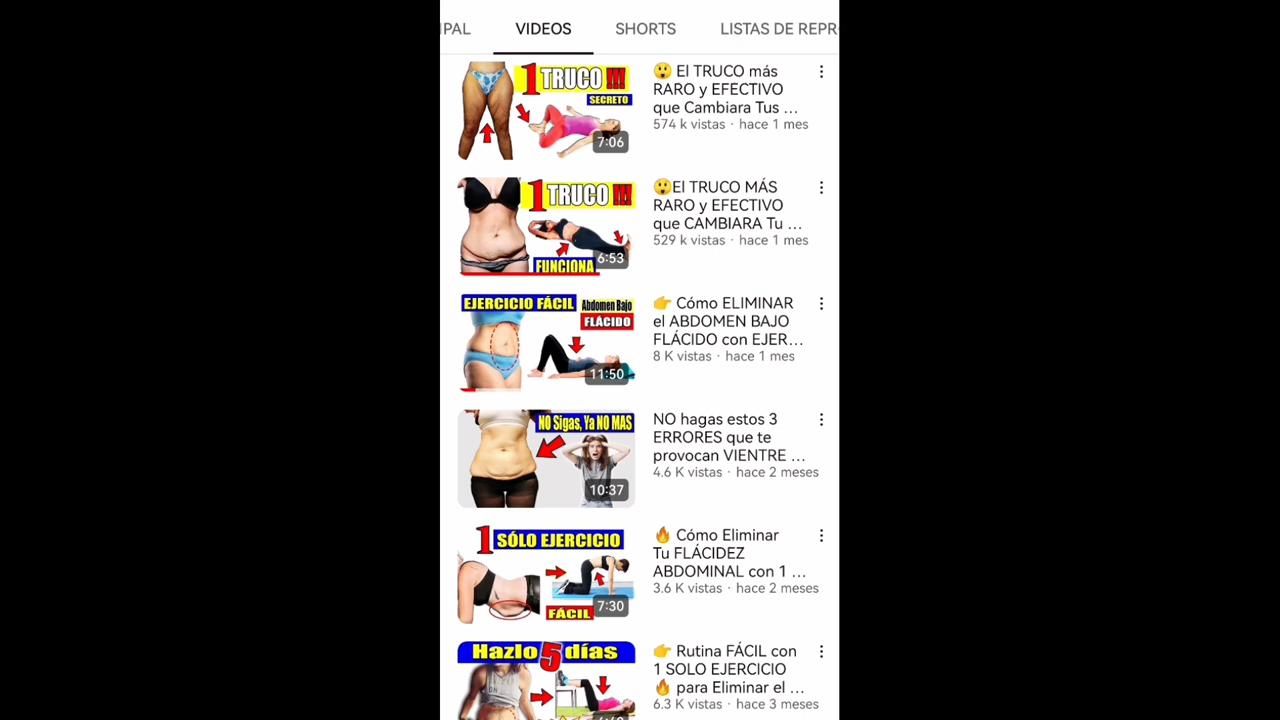 IPAL VIDEOS SHORTS LISTAS DE REPR
1 TRUCO !!!
SECRETO
7:06
😲 El TRUCO más
RARO y EFECTIVO
que Cambiara Tus ...
574 k vistas · hace 1 mes
1 TRUCO !!!
FUNCIONA
6:53
😲El TRUCO MÁS
RARO y EFECTIVO
que CAMBIARA Tu ...
529 k vistas · hace 1 mes
EJERCICIO FÁCIL
Abdomen Bajo
FLÁCIDO
11:50
👉 Cómo ELIMINAR
el ABDOMEN BAJO
FLÁCIDO con EJER...
8 K vistas · hace 1 mes
NO Sigas, Ya NO MAS
10:37
NO hagas estos 3
ERRORES que te
provocan VIENTRE ...
4.6 K vistas · hace 2 meses
1 SÓLO EJERCICIO
FÁCIL
7:30
🔥 Cómo Eliminar
Tu FLÁCIDEZ
ABDOMINAL con 1 ...
3.6 K vistas · hace 2 meses
Hazlo 5 días
👉 Rutina FÁCIL con
1 SOLO EJERCICIO
🔥 para Eliminar el ...
6.3 K vistas · hace 3 meses